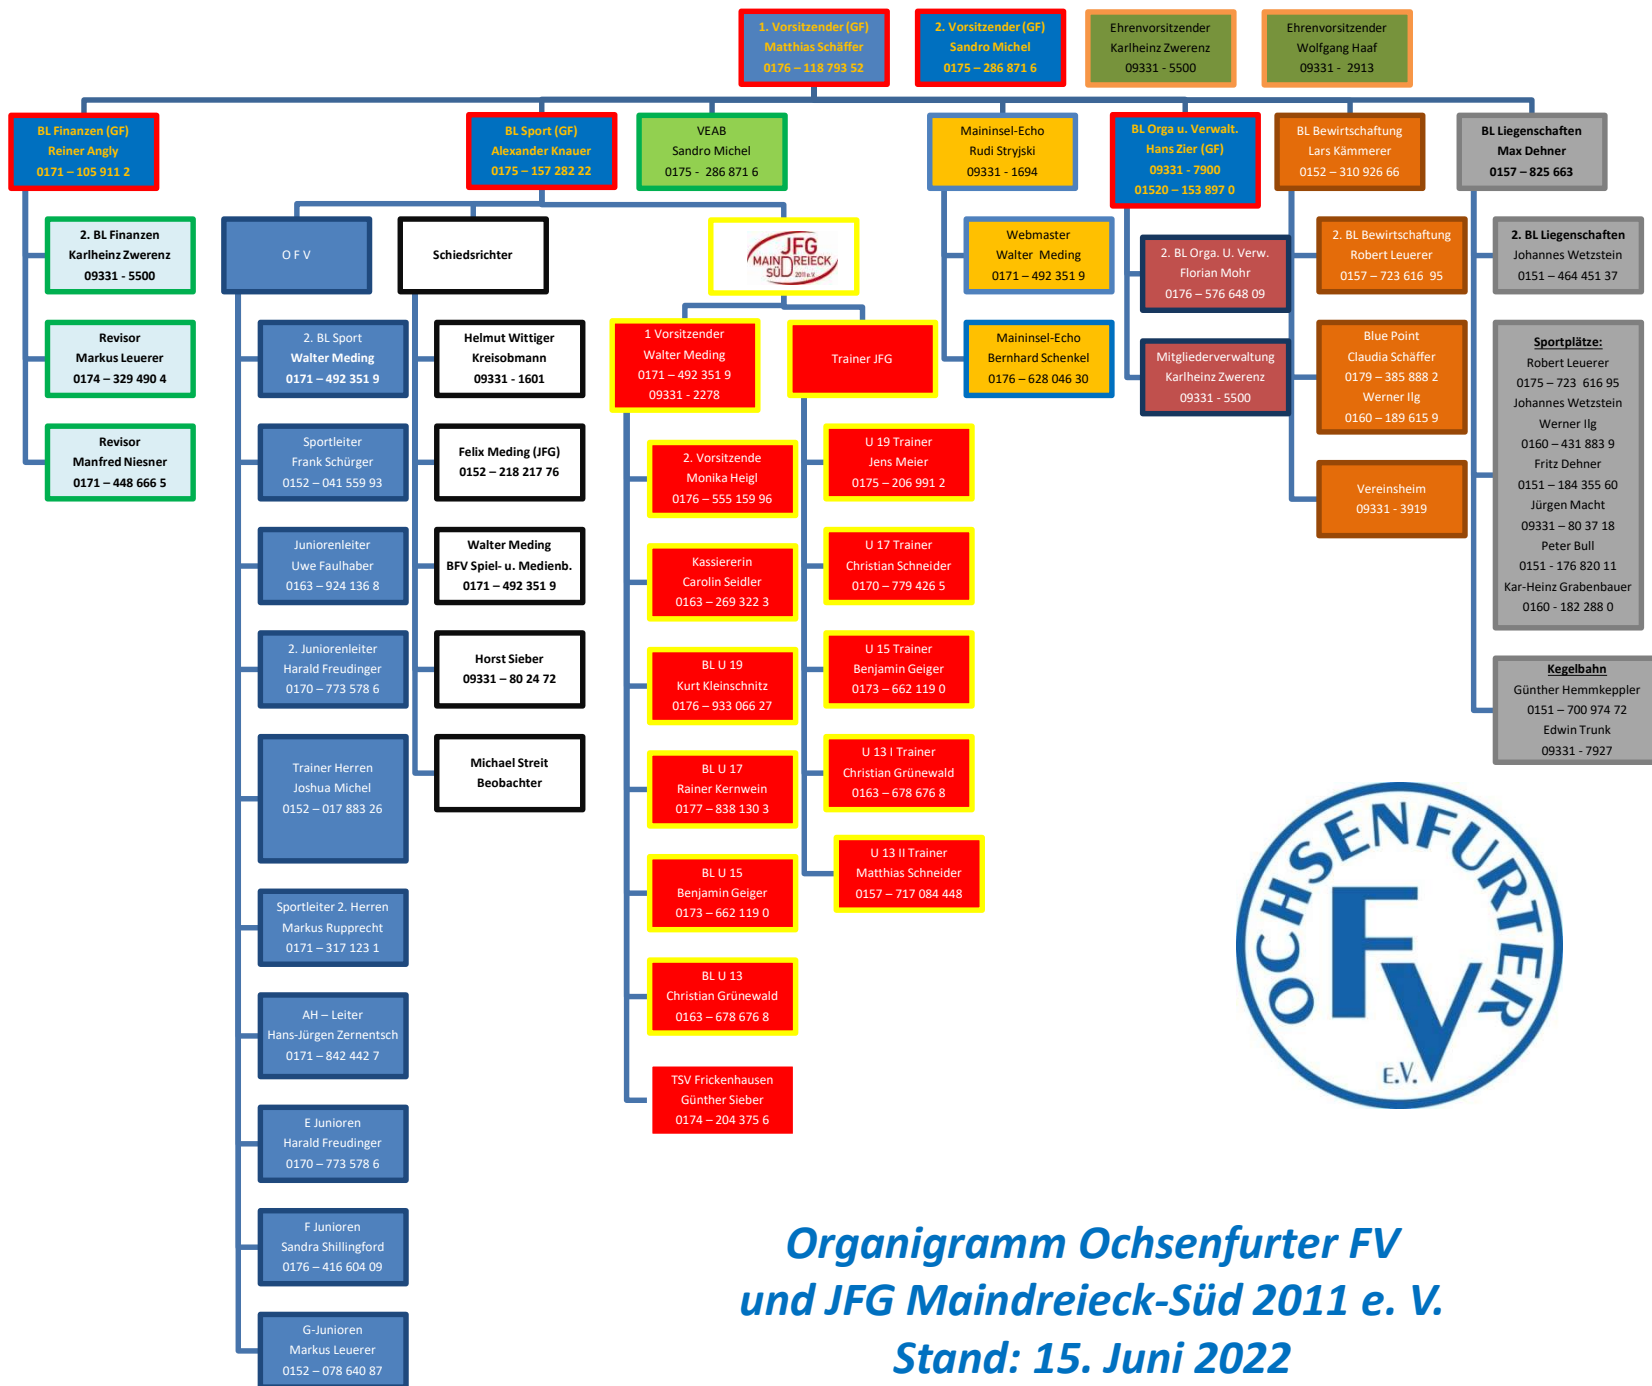 1. Vorsitzender (GF)
Matthias Schäffer
0176 – 118 793 52
2. Vorsitzender (GF)
Sandro Michel
0175 – 286 871 6
Ehrenvorsitzender
Karlheinz Zwerenz
09331 - 5500
Ehrenvorsitzender
Wolfgang Haaf
09331 - 2913
BL Finanzen (GF)
Reiner Angly
0171 – 105 911 2
BL Sport (GF)
Alexander Knauer
0175 – 157 282 22
VEAB
Sandro Michel
0175 - 286 871 6
Maininsel-Echo
Rudi Stryjski
09331 - 1694
BL Orga u. Verwalt.
Hans Zier (GF)
09331 - 7900
01520 – 153 897 0
BL Bewirtschaftung
Lars Kämmerer
0152 – 310 926 66
BL Liegenschaften
Max Dehner
0157 – 825 663
2. BL Finanzen
Karlheinz Zwerenz
09331 - 5500
Revisor
Markus Leuerer
0174 – 329 490 4
Revisor
Manfred Niesner
0171 – 448 666 5
O F V
2. BL Sport
Walter Meding
0171 – 492 351 9
Sportleiter
Frank Schürger
0152 – 041 559 93
Juniorenleiter
Uwe Faulhaber
0163 – 924 136 8
2. Juniorenleiter
Harald Freudinger
0170 – 773 578 6
Trainer Herren
Joshua Michel
0152 – 017 883 26
Sportleiter 2. Herren
Markus Rupprecht
0171 – 317 123 1
AH – Leiter
Hans-Jürgen Zernentsch
0171 – 842 442 7
E Junioren
Harald Freudinger
0170 – 773 578 6
F Junioren
Sandra Shillingford
0176 – 416 604 09
G-Junioren
Markus Leuerer
0152 – 078 640 87
Schiedsrichter
Helmut Wittiger
Kreisobmann
09331 - 1601
Felix Meding (JFG)
0152 – 218 217 76
Walter Meding
BFV Spiel- u. Medienb.
0171 – 492 351 9
Horst Sieber
09331 – 80 24 72
Michael Streit
Beobachter
JFG
MAINDREIECK
SÜD 2011 e.V.
1 Vorsitzender
Walter Meding
0171 – 492 351 9
09331 - 2278
2. Vorsitzende
Monika Heigl
0176 – 555 159 96
Kassiererin
Carolin Seidler
0163 – 269 322 3
BL U 19
Kurt Kleinschnitz
0176 – 933 066 27
BL U 17
Rainer Kernwein
0177 – 838 130 3
BL U 15
Benjamin Geiger
0173 – 662 119 0
BL U 13
Christian Grünewald
0163 – 678 676 8
TSV Frickenhausen
Günther Sieber
0174 – 204 375 6
Trainer JFG
U 19 Trainer
Jens Meier
0175 – 206 991 2
U 17 Trainer
Christian Schneider
0170 – 779 426 5
U 15 Trainer
Benjamin Geiger
0173 – 662 119 0
U 13 I Trainer
Christian Grünewald
0163 – 678 676 8
U 13 II Trainer
Matthias Schneider
0157 – 717 084 448
Webmaster
Walter Meding
0171 – 492 351 9
Maininsel-Echo
Bernhard Schenkel
0176 – 628 046 30
2. BL Orga. U. Verw.
Florian Mohr
0176 – 576 648 09
Mitgliederverwaltung
Karlheinz Zwerenz
09331 - 5500
2. BL Bewirtschaftung
Robert Leuerer
0157 – 723 616 95
Blue Point
Claudia Schäffer
0179 – 385 888 2
Werner Ilg
0160 – 189 615 9
Vereinsheim
09331 - 3919
2. BL Liegenschaften
Johannes Wetzstein
0151 – 464 451 37
Sportplätze:
Robert Leuerer
0175 – 723 616 95
Johannes Wetzstein
Werner Ilg
0160 – 431 883 9
Fritz Dehner
0151 – 184 355 60
Jürgen Macht
09331 – 80 37 18
Peter Bull
0151 - 176 820 11
Kar-Heinz Grabenbauer
0160 - 182 288 0
Kegelbahn
Günther Hemmkeppler
0151 – 700 974 72
Edwin Trunk
09331 - 7927
OCHSENFURTER
FV
E.V.
Organigramm Ochsenfurter FV
und JFG Maindreieck-Süd 2011 e. V.
Stand: 15. Juni 2022